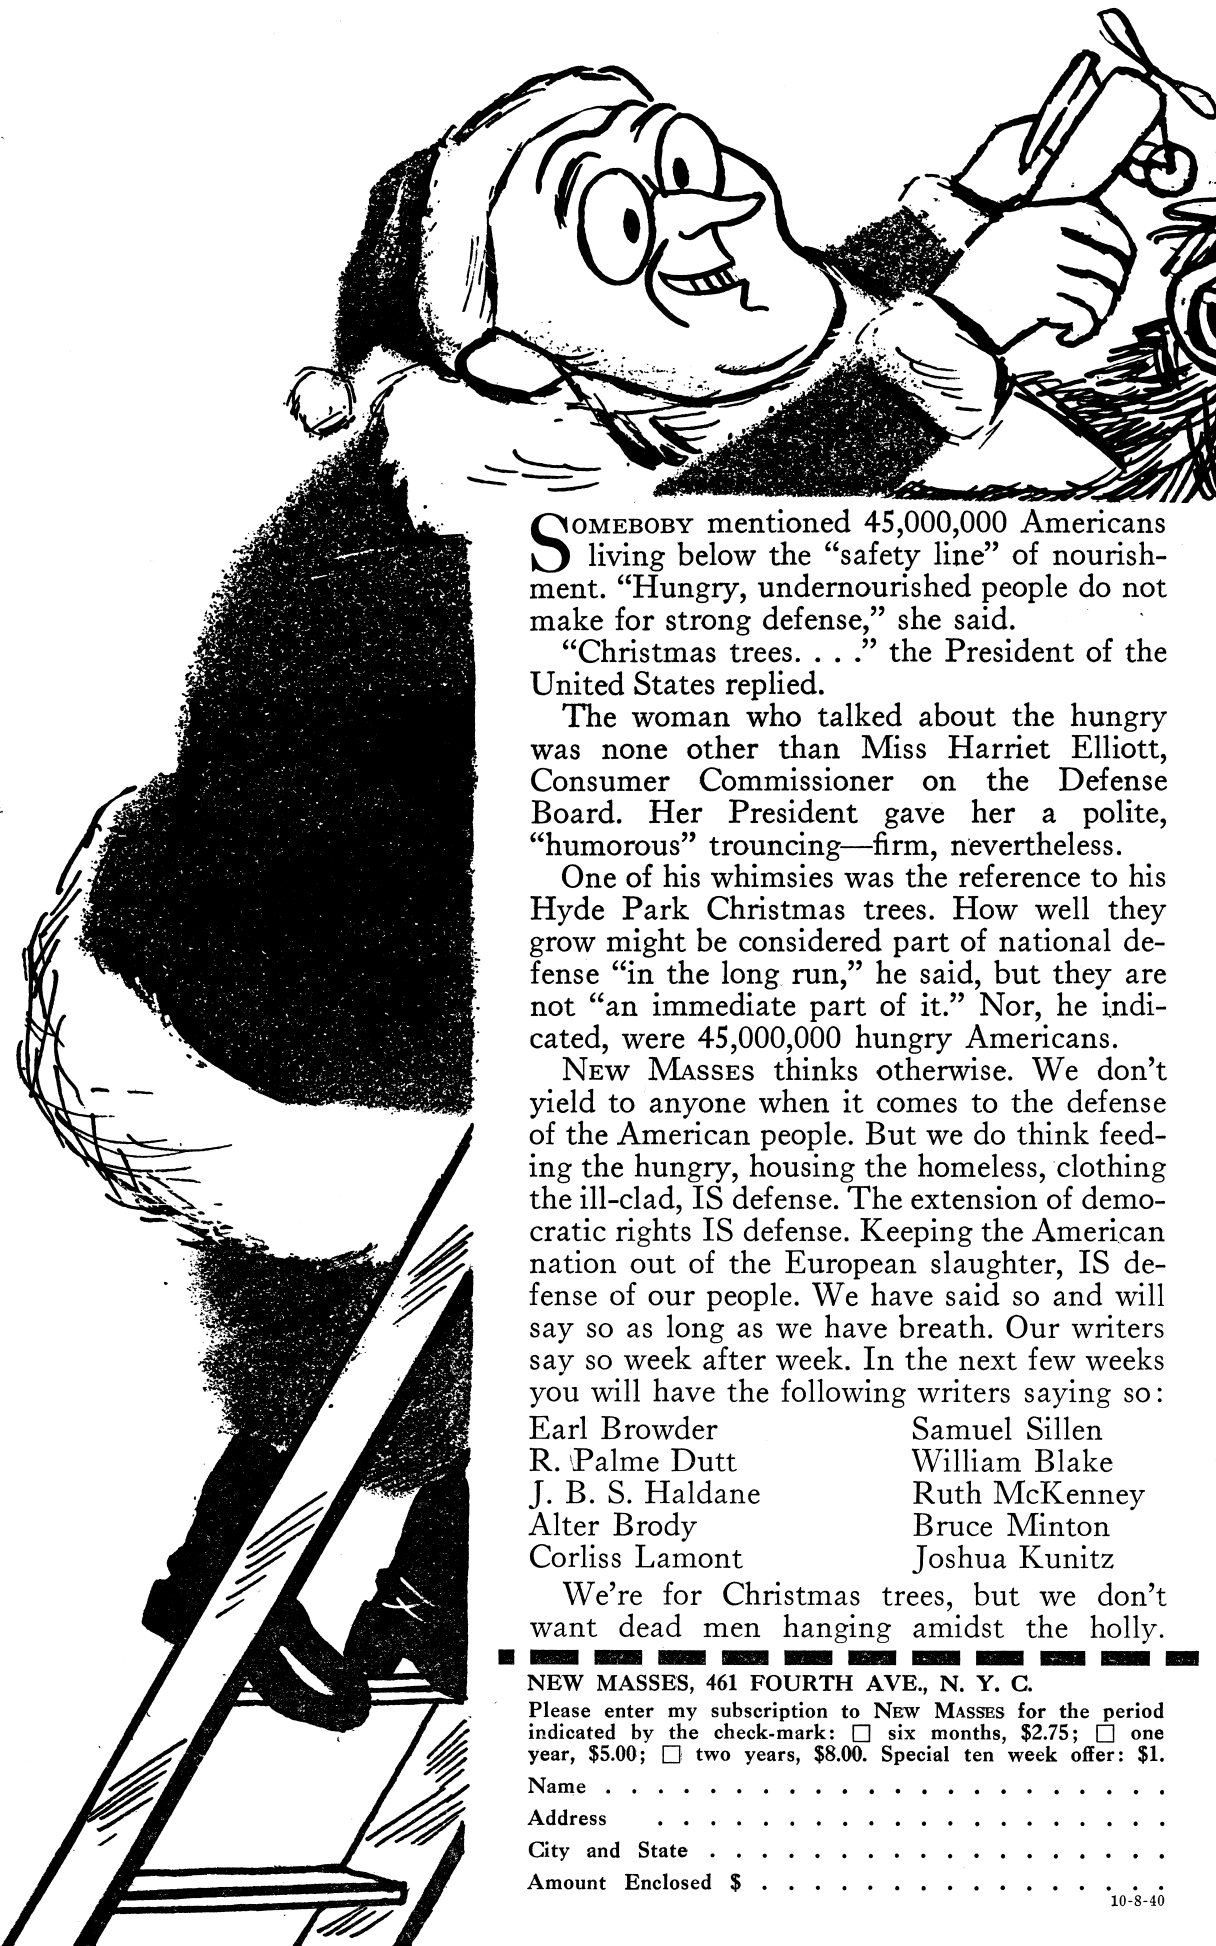 SOMEBOBY mentioned 45,000,000 Americans
living below the “safety line” of nourish-
ment. “Hungry, undernourished people do not
make for strong defense,” she said.
“Christmas trees. . . .” the President of the
United States replied.
The woman who talked about the hungry
was none other than Miss Harriet Elliott,
Consumer Commissioner on the Defense
Board. Her President gave her a polite,
“humorous” trouncing—firm, nevertheless.
One of his whimsies was the reference to his
Hyde Park Christmas trees. How well they
grow might be considered part of national de-
fense “in the long run,” he said, but they are
not “an immediate part of it.” Nor, he indi-
cated, were 45,000,000 hungry Americans.
NEW MASSES thinks otherwise. We don’t
yield to anyone when it comes to the defense
of the American people. But we do think feed-
ing the hungry, housing the homeless, clothing
the ill-clad, IS defense. The extension of demo-
cratic rights IS defense. Keeping the American
nation out of the European slaughter, IS de-
fense of our people. We have said so and will
say so as long as we have breath. Our writers
say so week after week. In the next few weeks
you will have the following writers saying so:
Earl Browder
R. Palme Dutt
J. B. S. Haldane
Alter Brody
Corliss Lamont
Samuel Sillen
William Blake
Ruth McKenney
Bruce Minton
Joshua Kunitz
We’re for Christmas trees, but we don’t
want dead men hanging amidst the holly.
NEW MASSES, 461 FOURTH AVE., N. Y. C.
Please enter my subscription to NEW MASSES for the period
indicated by the check-mark: □ six months, $2.75; □ one
year, $5.00; □ two years, $8.00. Special ten week offer: $1.
Name . . . . . . . . . . . . . . . . . . . . . .
Address . . . . . . . . . . . . . . . . . . . .
City and State . . . . . . . . . . . . . . . . . .
Amount Enclosed $ . . . . . . . . . . . . . . . .
10-8-40